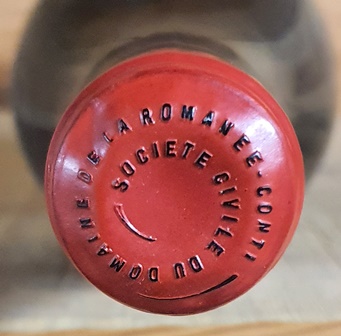 SOCIETE CIVILE DU DOMAINE DE LA ROMANEE-CONTI